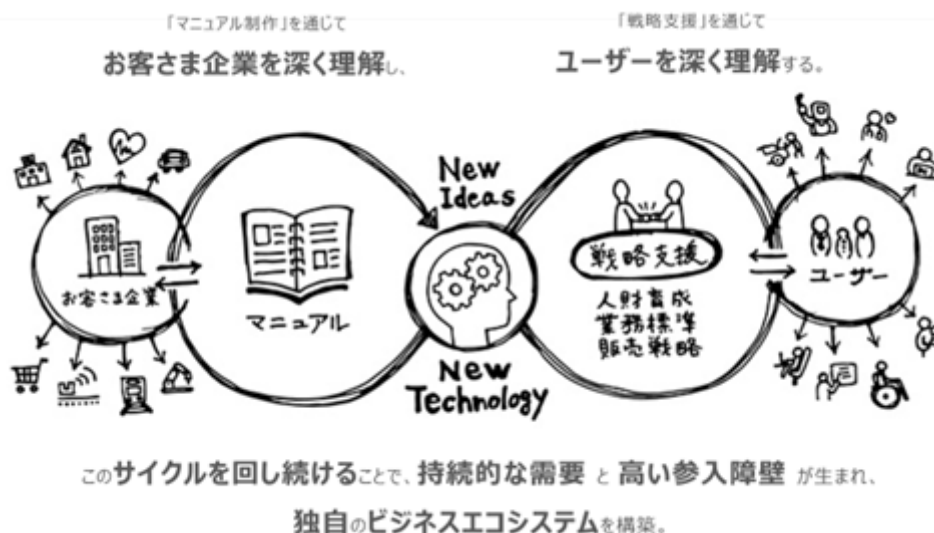 「マニュアル制作」を通じて
お客さま企業を深く理解し、
「戦略支援」を通じて
ユーザーを深く理解する。
New
Ideas
お客さま企業
マニュアル
戦略支援
人財育成
業務標準
販売戦略
ユーザー
New
Technology
このサイクルを回し続けることで、持続的な需要 と 高い参入障壁 が生まれ、
独自のビジネスエコシステムを構築。